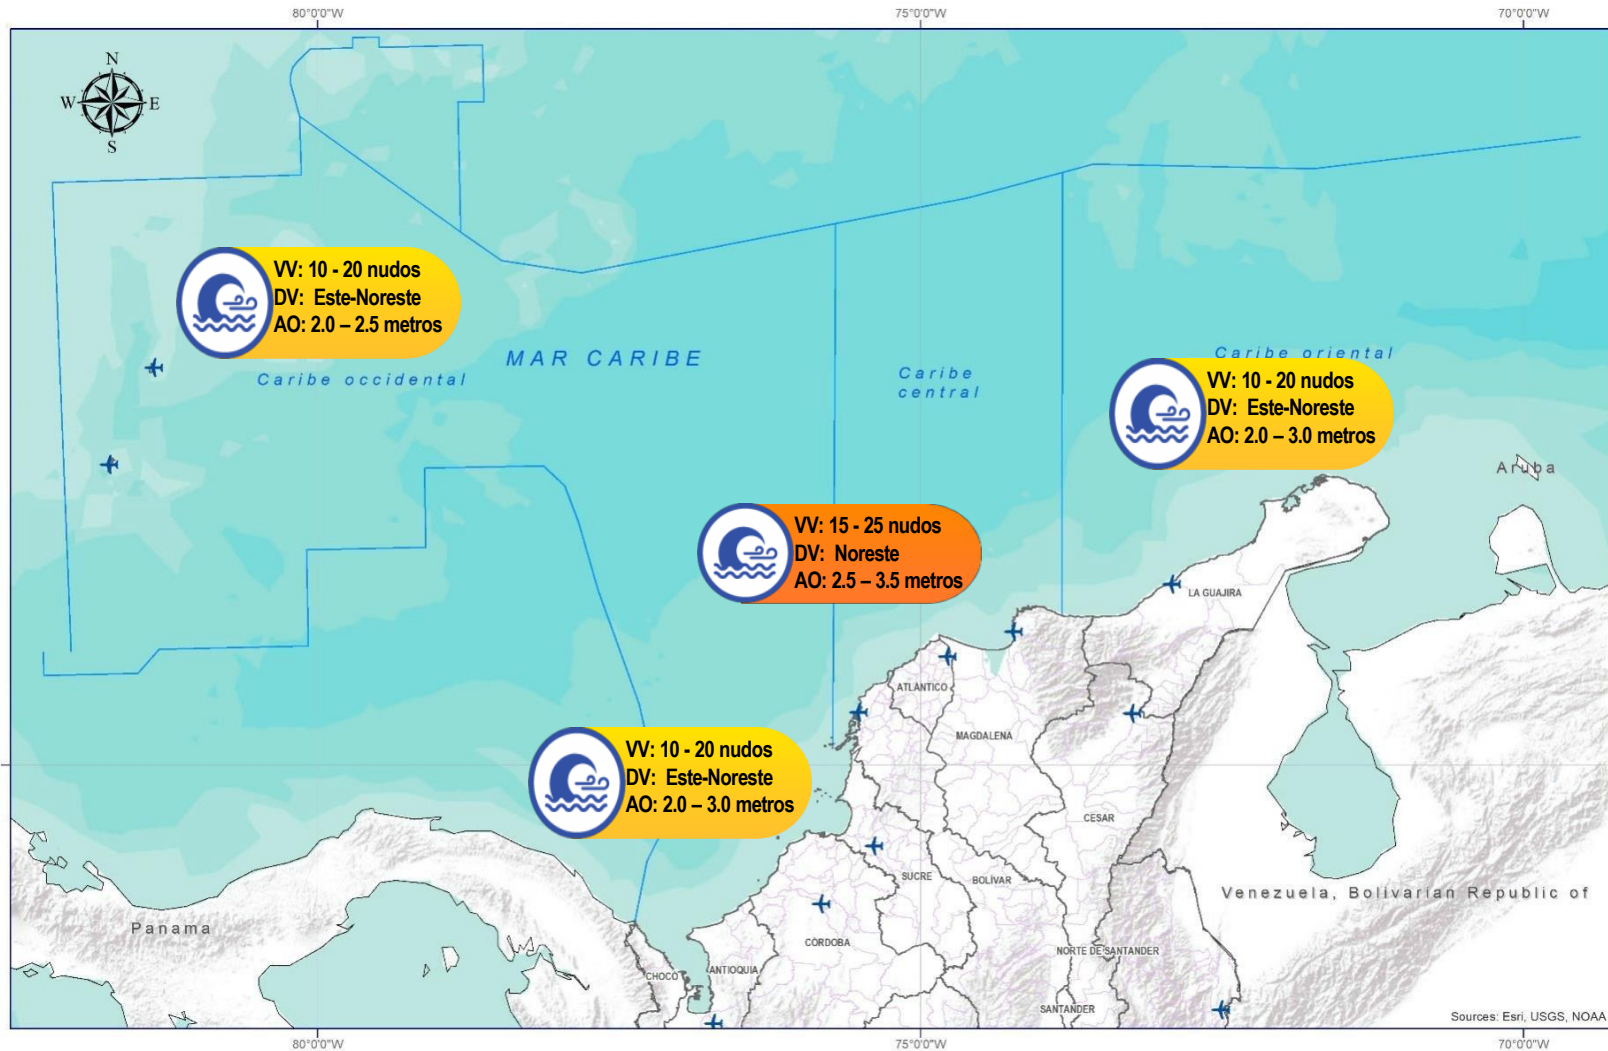 80°0'0"W
75°0'0"W
70°0'0"W
N
W
E
S
VV: 10 - 20 nudos
DV: Este-Noreste
AO: 2.0 – 2.5 metros
MAR CARIBE
Caribe occidental
Caribe
central
Caribe oriental
VV: 10 - 20 nudos
DV: Este-Noreste
AO: 2.0 – 3.0 metros
Aruba
VV: 15 - 25 nudos
DV: Noreste
AO: 2.5 – 3.5 metros
LA GUAJIRA
ATLÁNTICO
MAGDALENA
VV: 10 - 20 nudos
DV: Este-Noreste
AO: 2.0 – 3.0 metros
CESAR
SUCRE
BOLÍVAR
Venezuela, Bolivarian Republic of
Panama
CÓRDOBA
NORTE DE SANTANDER
CHOCÓ
ANTIOQUIA
SANTANDER
Sources: Esri, USGS, NOAA
80°0'0"W
75°0'0"W
70°0'0"W